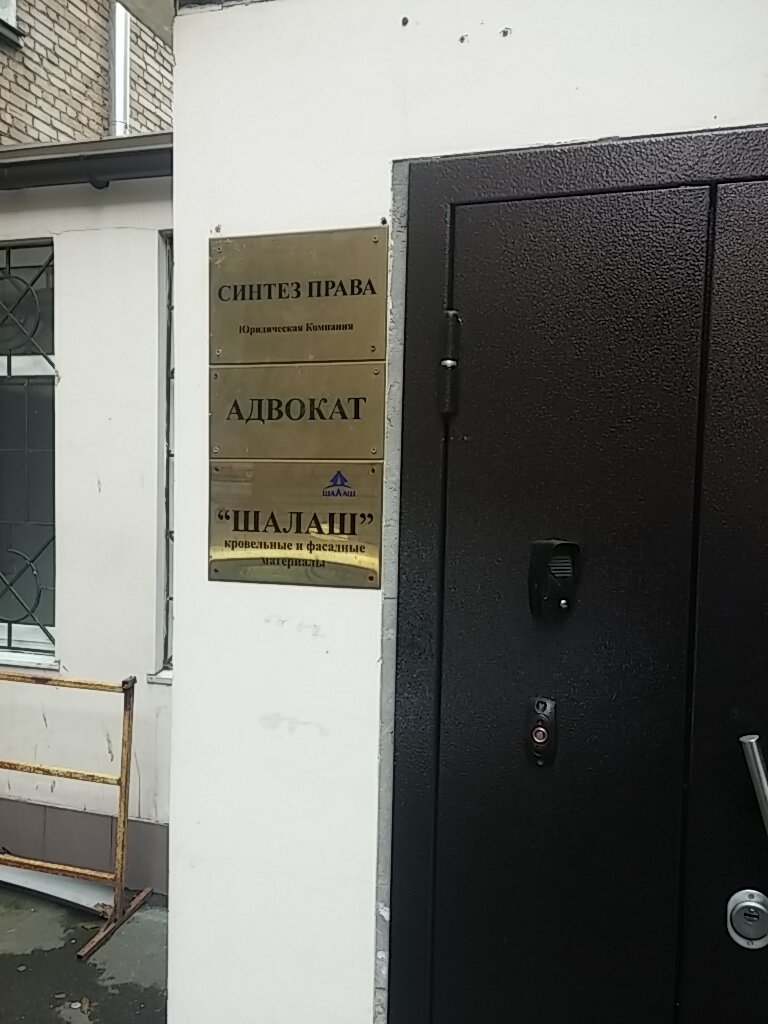 СИНТЕЗ ПРАВА
Юридическая Компания
АДВОКАТ
ШАЛАШ
“ШАЛАШ”
кровельные и фасадные
материалы